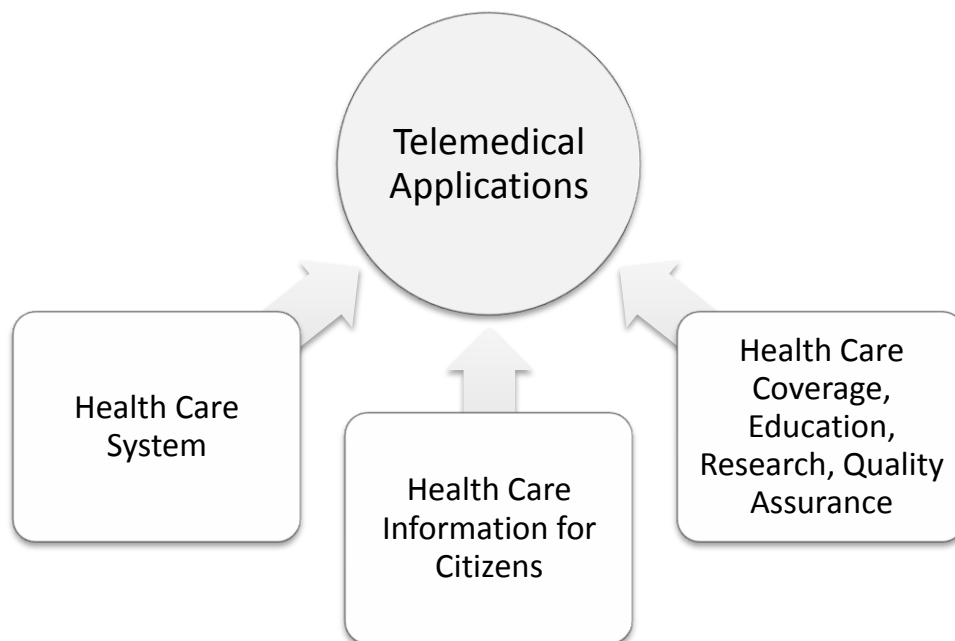 Telemedical
Applications
Health Care
System
Health Care
Information for
Citizens
Health Care
Coverage,
Education,
Research, Quality
Assurance